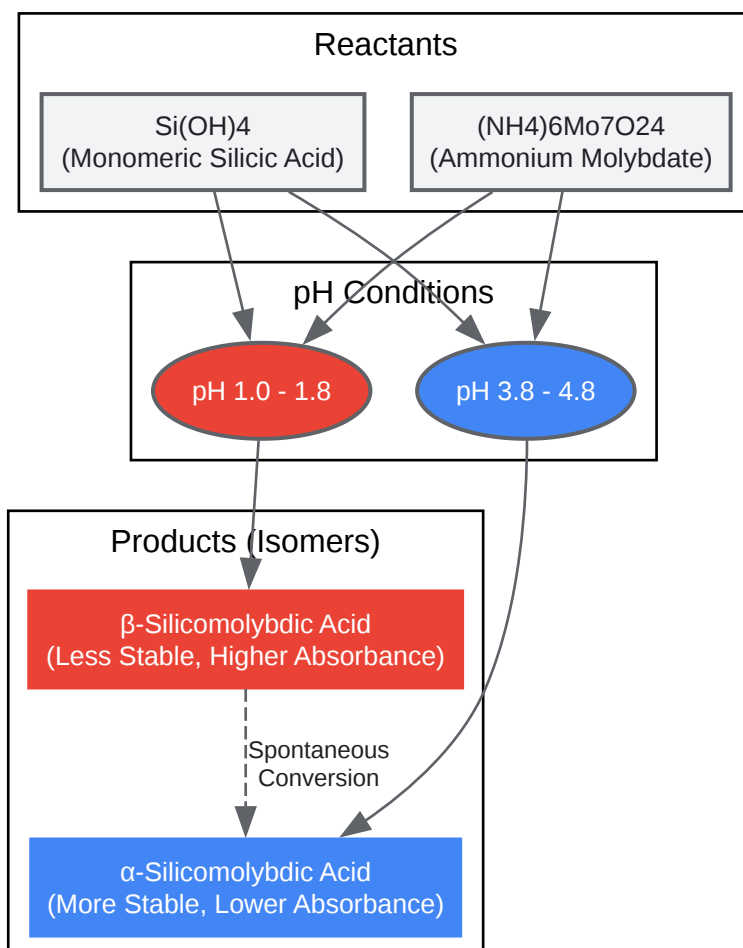 Reactants
Si(OH)4
(Monomeric Silicic Acid)
(NH4)6Mo7O24
(Ammonium Molybdate)
pH Conditions
pH 1.0 - 1.8
pH 3.8 - 4.8
Products (Isomers)
β-Silicomolybdic Acid
(Less Stable, Higher Absorbance)
Spontaneous
Conversion
α-Silicomolybdic Acid
(More Stable, Lower Absorbance)